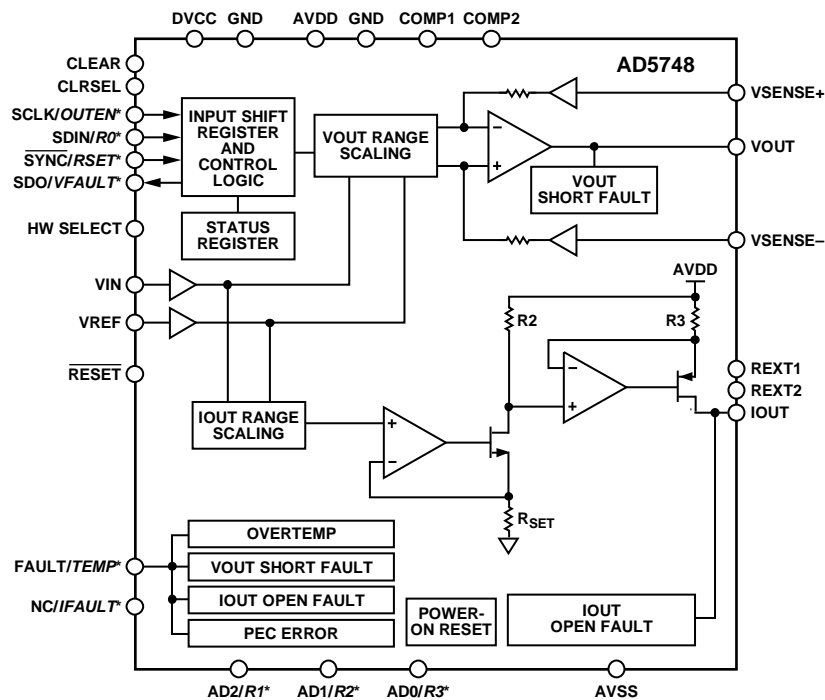 DVCC GND AVDD GND COMP1 COMP2
CLEAR
CLRSEL
SCLK/OUTEN*
SDIN/R0*
SYNC/RSET*
SDO/VFAULT*
HW SELECT
VIN
VREF
RESET
AD5748
INPUT SHIFT
REGISTER
AND
CONTROL
LOGIC
STATUS
REGISTER
VOUT RANGE
SCALING
−
+
VOUT
SHORT FAULT
VSENSE+
VOUT
VSENSE−
AVDD
R2
R3
−
+
REXT1
REXT2
IOUT
IOUT RANGE
SCALING
+
−
RSET
FAULT/TEMP*
NC/IFAULT*
OVERTEMP
VOUT SHORT FAULT
IOUT OPEN FAULT
PEC ERROR
POWER-
ON RESET
IOUT
OPEN FAULT
AD2/R1* AD1/R2* AD0/R3* AVSS